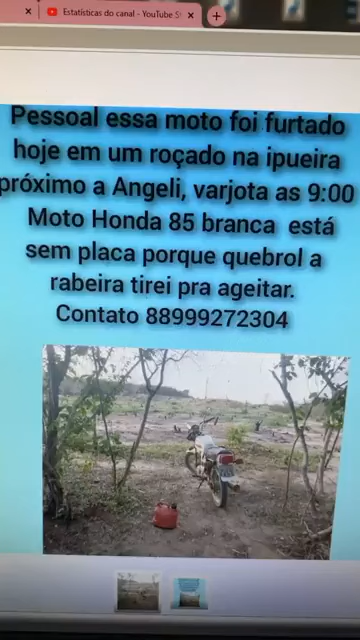 Estatísticas do canal - YouTube S
Pessoal essa moto foi furtado
hoje em um roçado na ipueira
próximo a Angeli, varjota as 9:00
Moto Honda 85 branca está
sem placa porque quebrol a
rabeira tirei pra ageitar.
Contato 88999272304